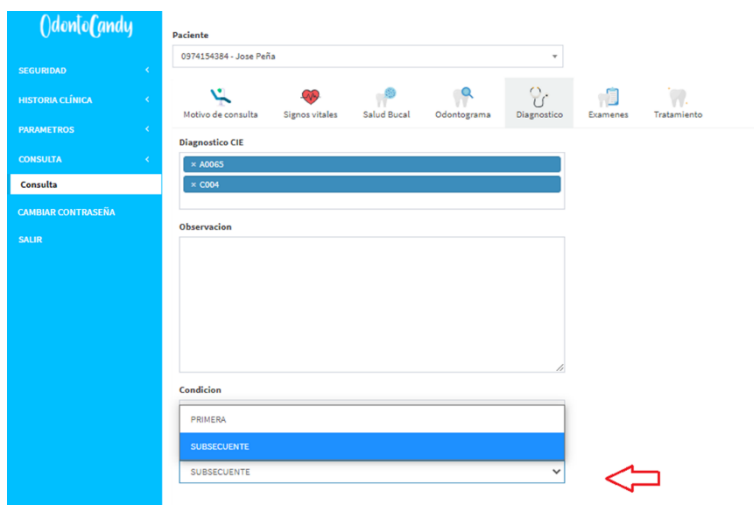 OdontoCandy
SEGURIDAD
HISTORIA CLÍNICA
PARAMETROS
CONSULTA
Consulta
CAMBIAR CONTRASEÑA
SALIR
Paciente
0974154384 - Jose Peña
Motivo de consulta
Signos vitales
Salud Bucal
Odontograma
Diagnostico
Examenes
Tratamiento
Diagnostico CIE
× A0065
× C004
Observacion
Condicion
PRIMERA
SUBSECUENTE
SUBSECUENTE